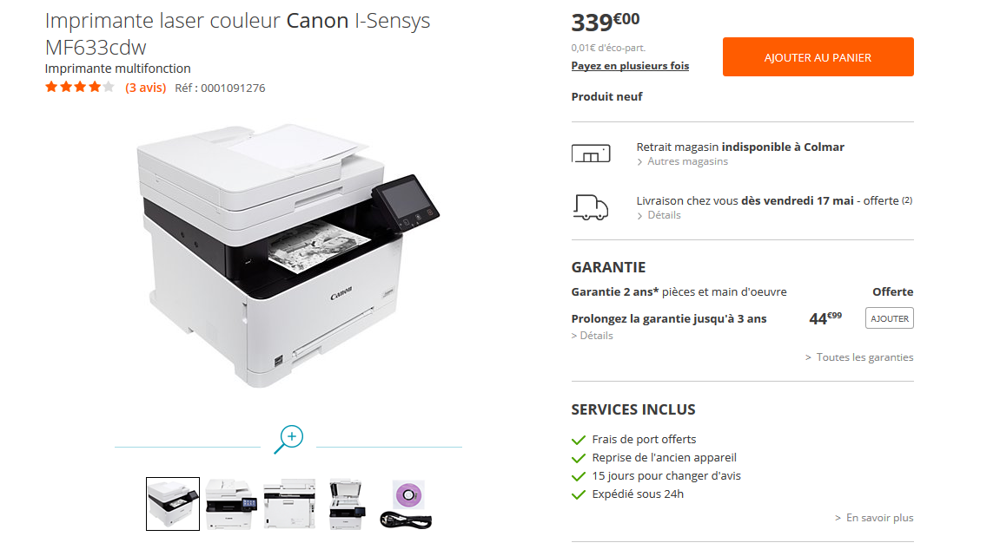 Imprimante laser couleur Canon I-Sensys
MF633cdw
Imprimante multifonction
(3 avis) Réf : 0001091276
Canon
339€00
0,01€ d'éco-part.
Payez en plusieurs fois
AJOUTER AU PANIER
Produit neuf
Retrait magasin indisponible à Colmar
> Autres magasins
Livraison chez vous dès vendredi 17 mai - offerte (2)
> Détails
GARANTIE
Garantie 2 ans* pièces et main d'oeuvre Offerte
Prolongez la garantie jusqu'à 3 ans 44€99 AJOUTER
> Détails
> Toutes les garanties
SERVICES INCLUS
Frais de port offerts
Reprise de l'ancien appareil
15 jours pour changer d'avis
Expédié sous 24h
> En savoir plus